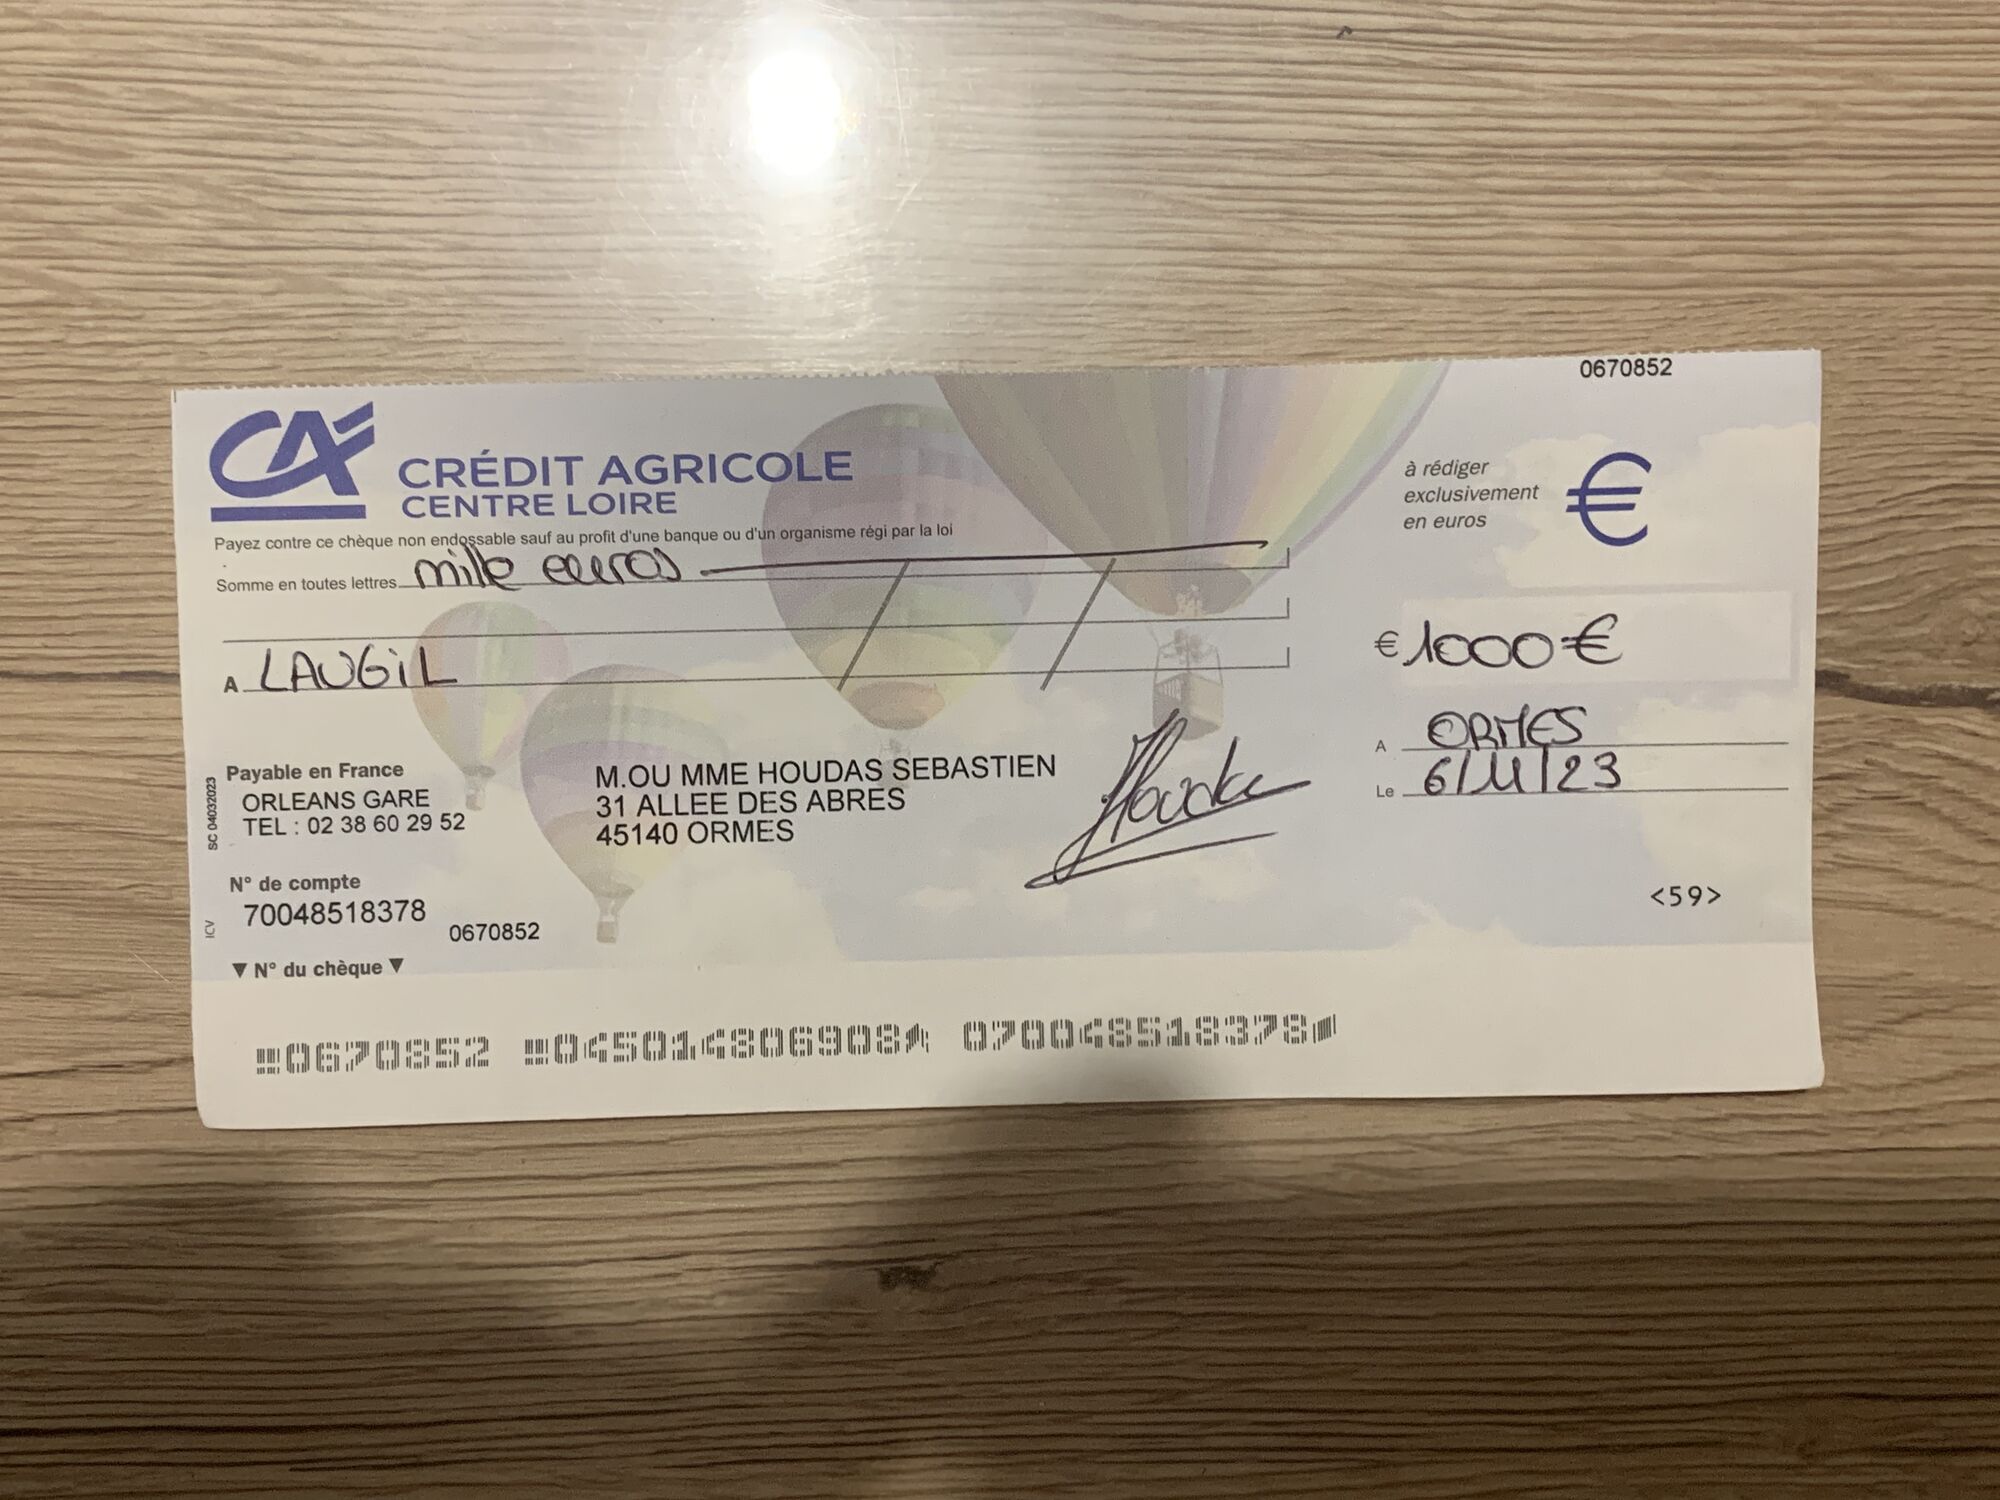 0670852
CA
CRÉDIT AGRICOLE
CENTRE LOIRE
à rédiger
exclusivement
en euros
€
Payez contre ce chèque non endossable sauf au profit d'une banque ou d'un organisme régi par la loi
Somme en toutes lettres mille euros
€ 1000 €
A LAUGIL
A ORMES
Le 6/11/23
Payable en France
ORLEANS GARE
TEL : 02 38 60 29 52
M.OU MME HOUDAS SEBASTIEN
31 ALLEE DES ABRES
45140 ORMES
Houdas
SC 04032023
N° de compte
70048518378
0670852
<59>
ICV
▼ N° du chèque ▼
0670852 045014806908 070048518378